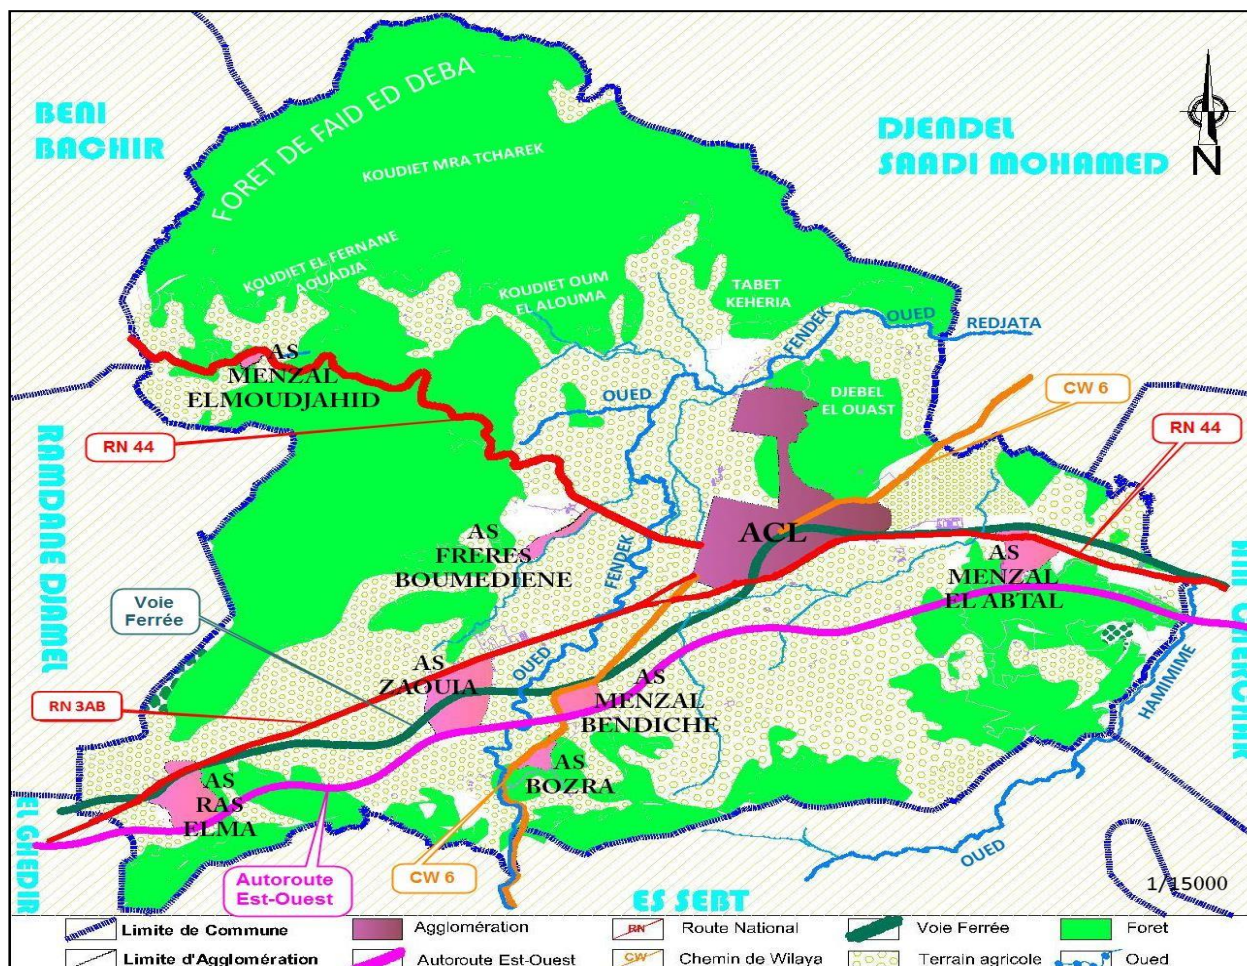 BENI
BACHIR
FORET DE FAID ED DEBA
KOUDIET MRA TCHAREK
DJENDEL
SAADI MOHAMED
N
KOUDIET EL FERNANE
AOUADJA
KOUDIET OUM
EL ALOUMA
TABET
KEHERIA
FENDEK
OUED
REDJATA
AS
MENZAL
ELMOUDJAHID
OUED
DJEBEL
EL OUAST
CW 6
RN 44
RN 44
RAMDANE DJAMEL
AS
FRERES
BOUMEDIENE
FENDEK
ACL
AS
MENZAL
EL ABTAL
Voie
Ferrée
AS
ZAOUIA
OUED
AS
MENZAL
BENDICHE
HAMIMIME
RN 3AB
AS
BOZRA
AS
RAS
ELMA
EL GHEDIR
Autoroute
Est-Ouest
CW 6
OUED
ES SEBT
1/15000
Limite de Commune
Agglomération
RN
Route National
Voie Ferrée
Foret
Limite d'Agglomération
Autoroute Est-Ouest
CW
Chemin de Wilaya
Terrain agricole
Oued